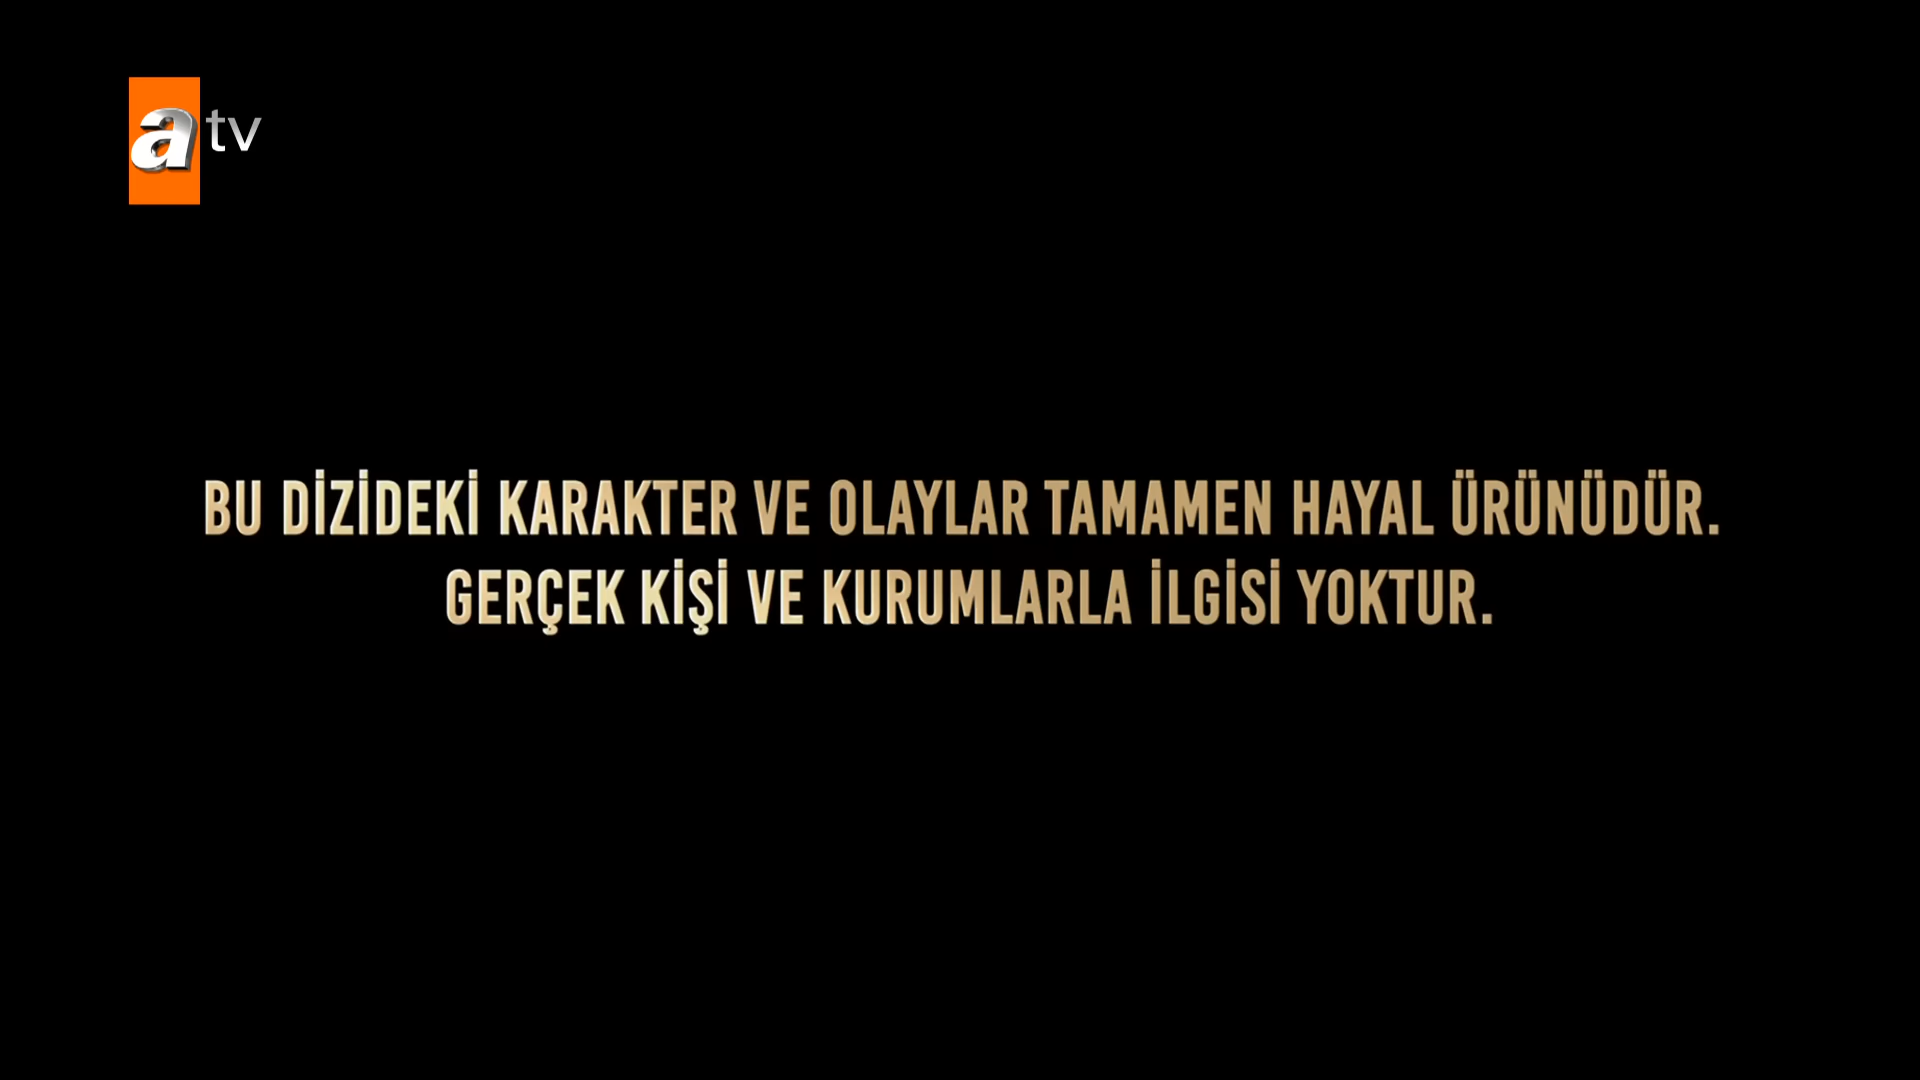 atv
BU DİZİDEKİ KARAKTER VE OLAYLAR TAMAMEN HAYAL ÜRÜNÜDÜR.
GERÇEK KİŞİ VE KURUMLARLA İLGİSİ YOKTUR.